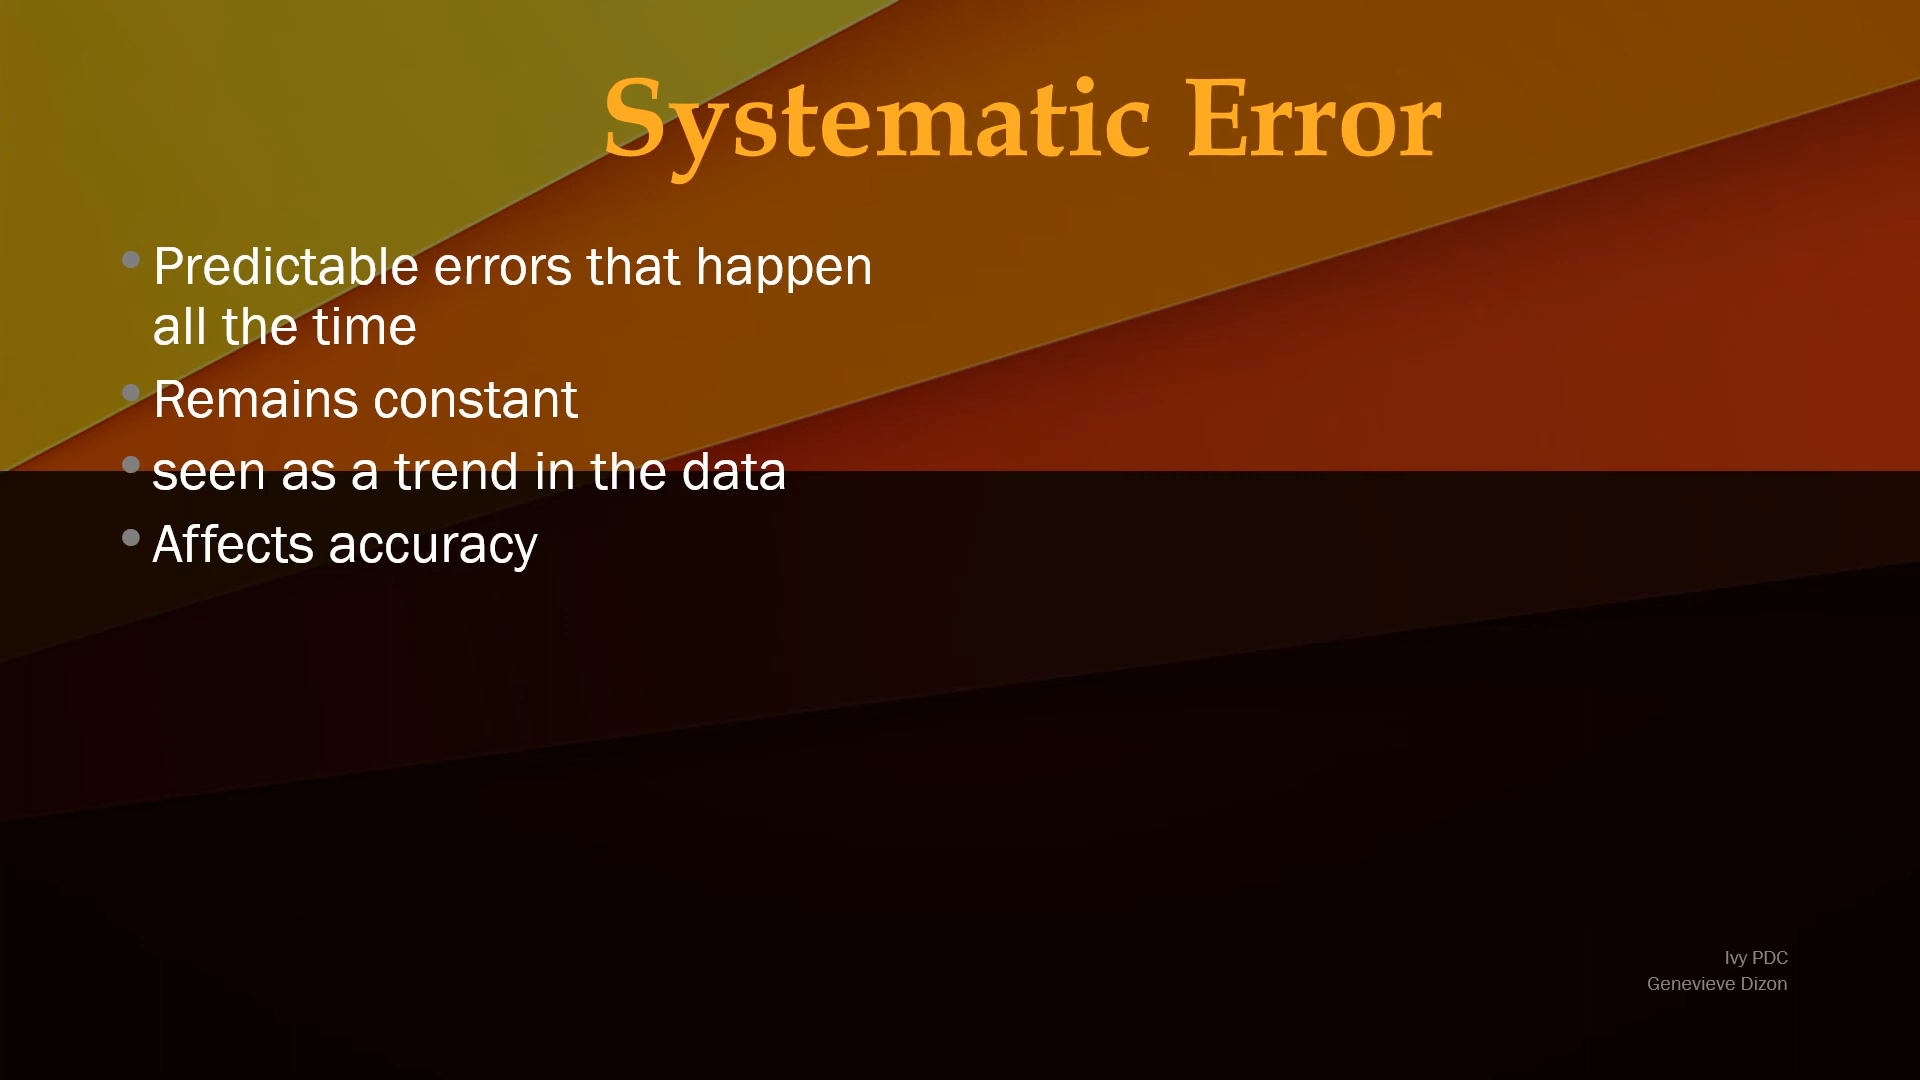 Systematic Error
• Predictable errors that happen
all the time
• Remains constant
• seen as a trend in the data
• Affects accuracy
Ivy PDC
Genevieve Dizon